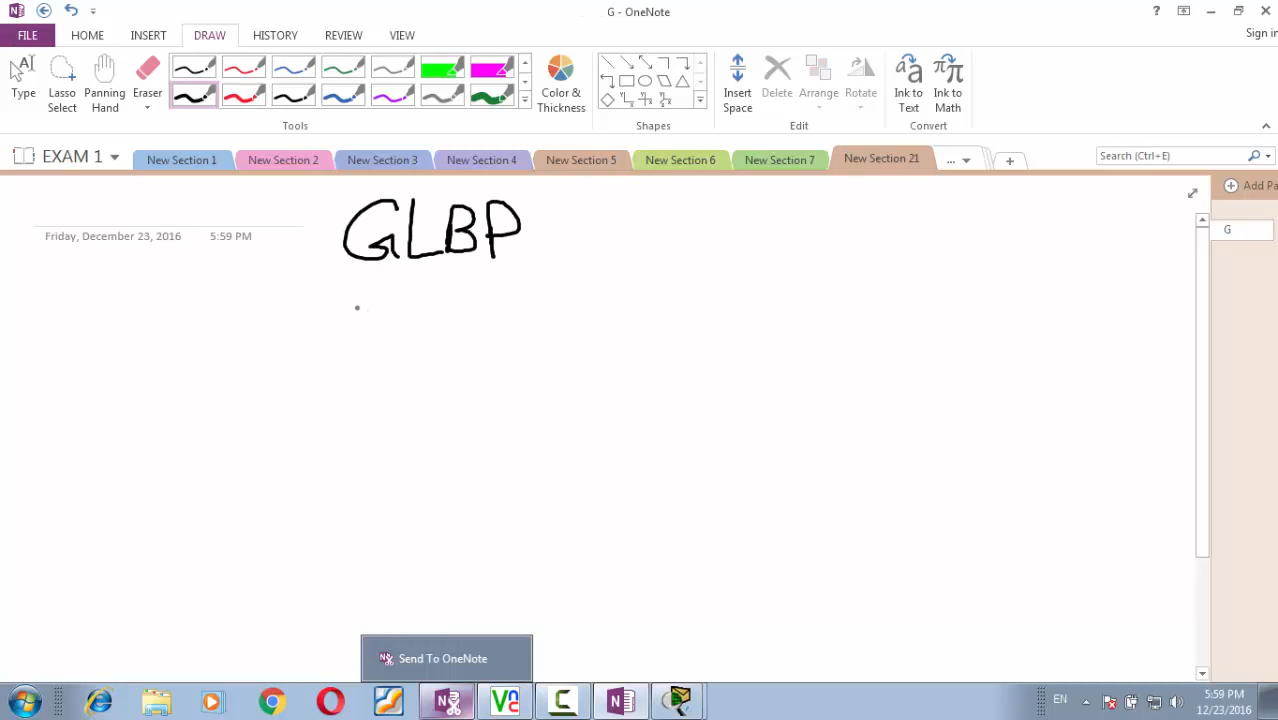 G - OneNote
?
Sign in
FILE HOME INSERT DRAW HISTORY REVIEW VIEW
Type
Lasso Select
Panning Hand
Eraser
Color & Thickness
Insert Space
Delete
Arrange
Rotate
Ink to Text
Ink to Math
Tools
Shapes
Edit
Convert
EXAM 1
New Section 1 New Section 2 New Section 3 New Section 4 New Section 5 New Section 6 New Section 7 New Section 21 ...
Search (Ctrl+E)
Add Pa
GLBP
G
Friday, December 23, 2016 5:59 PM
Send To OneNote
EN
5:59 PM
12/23/2016